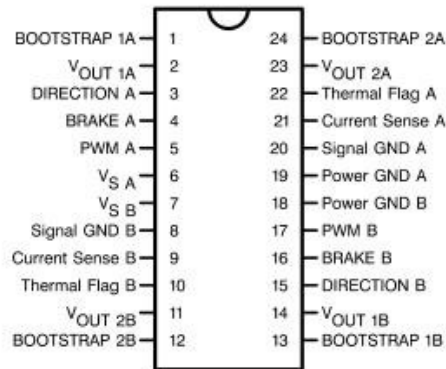 BOOTSTRAP 1A 1 24 BOOTSTRAP 2A
VOUT 1A 2 23 VOUT 2A
DIRECTION A 3 22 Thermal Flag A
BRAKE A 4 21 Current Sense A
PWM A 5 20 Signal GND A
VS A 6 19 Power GND A
VS B 7 18 Power GND B
Signal GND B 8 17 PWM B
Current Sense B 9 16 BRAKE B
Thermal Flag B 10 15 DIRECTION B
VOUT 2B 11 14 VOUT 1B
BOOTSTRAP 2B 12 13 BOOTSTRAP 1B